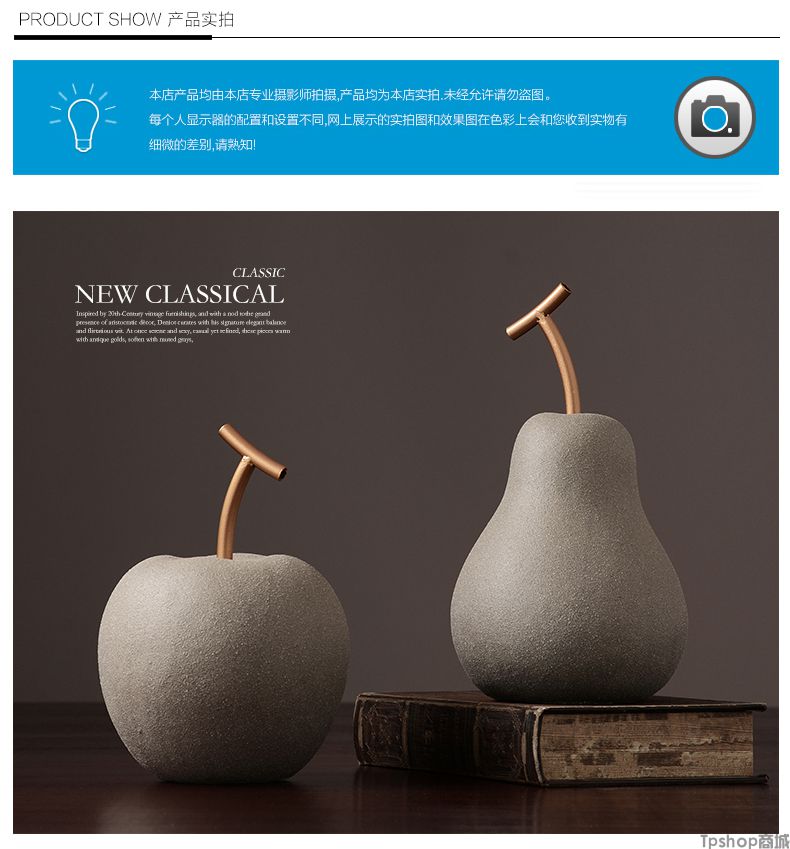 PRODUCT SHOW 产品实拍
本店产品均由本店专业摄影师拍摄,产品均为本店实拍.未经允许请勿盗图。
每个人显示器的配置和设置不同,网上展示的实拍图和效果图在色彩上会和您收到实物有
细微的差别,请熟知!
CLASSIC
NEW CLASSICAL
Inspired by 20th-Century vintage furnishings, and with a nod tothe grand
presence of aristocratic décor, Deniot curates with his signature elegant balance
and flirtatious wit. At once serene and sexy, casual yet refined, these pieces warm
with antique golds, soften with muted grays,
Tpshop商城